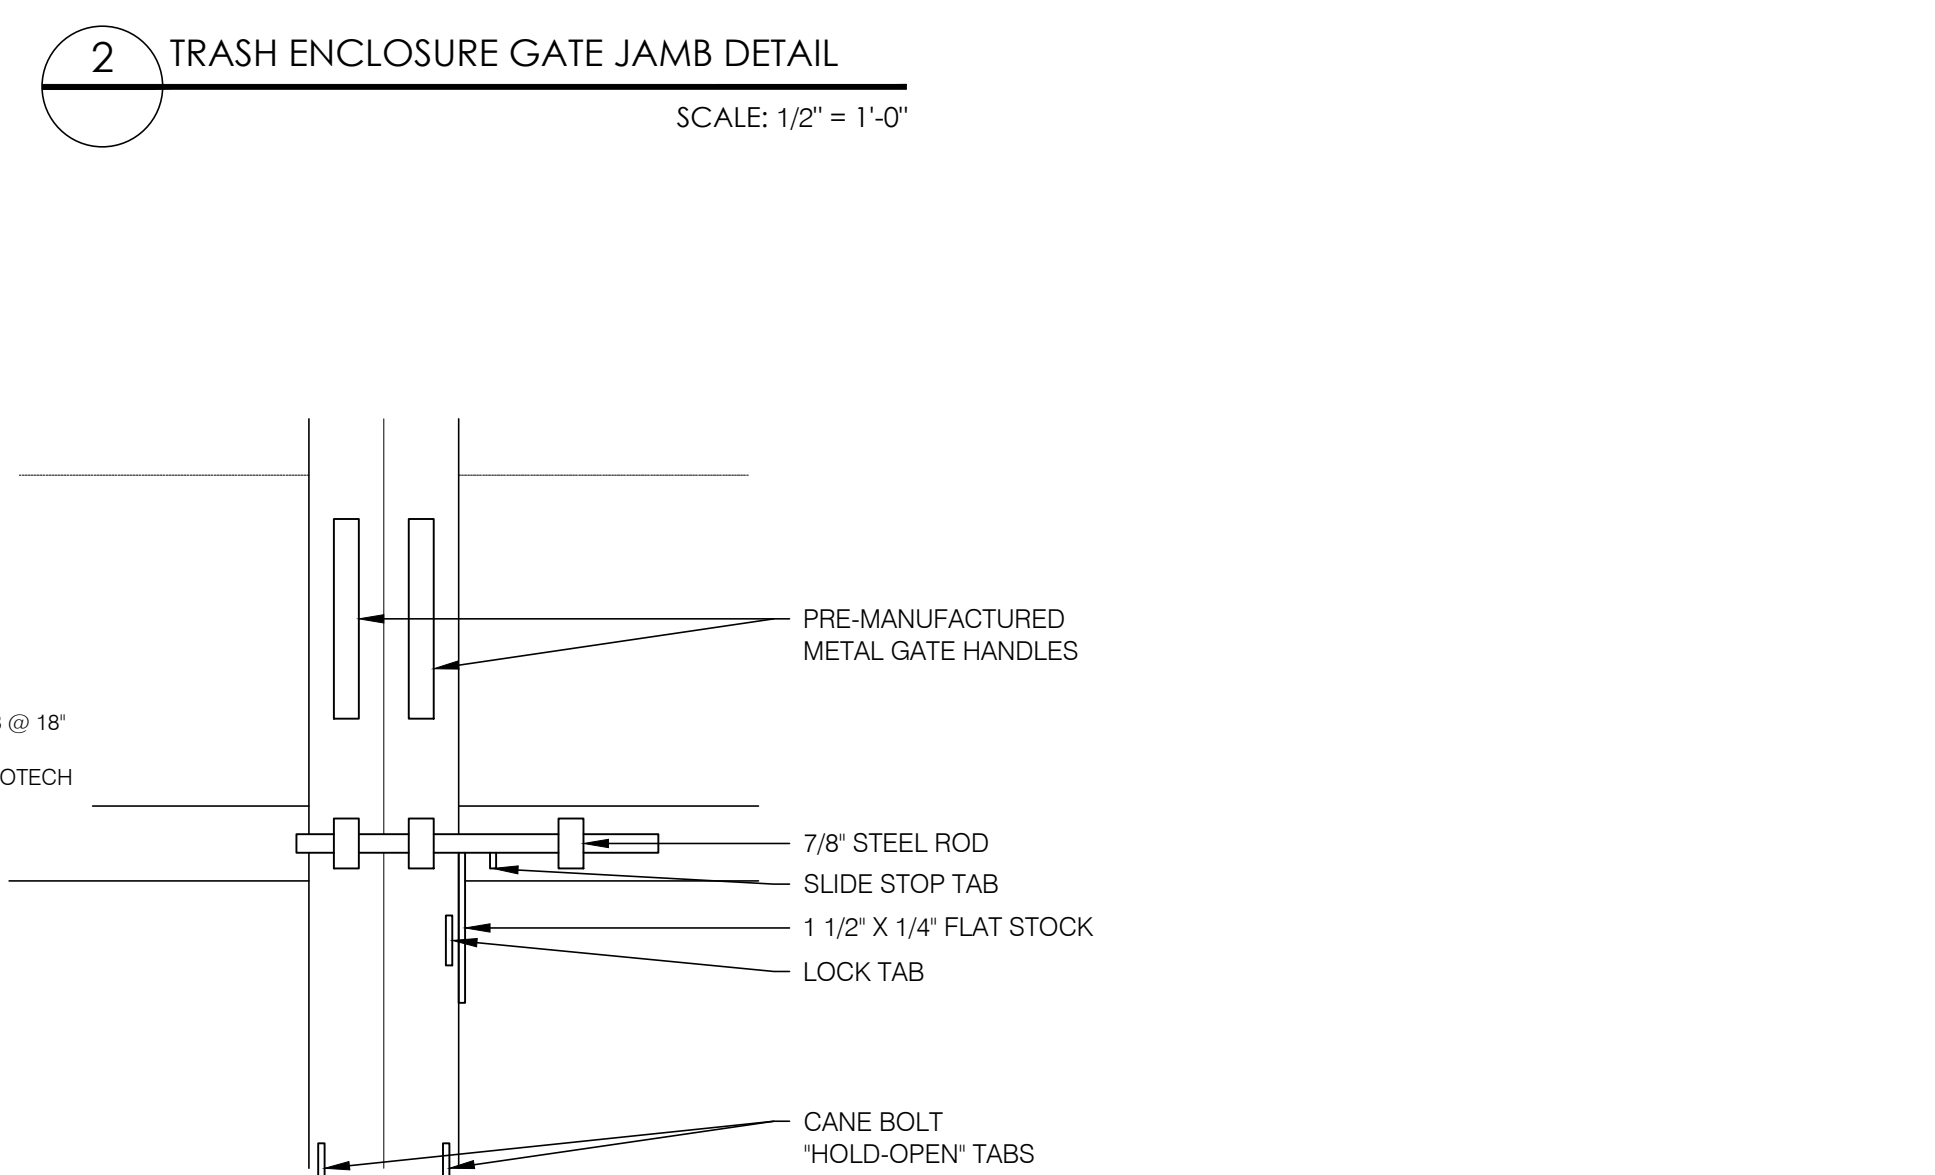 2
TRASH ENCLOSURE GATE JAMB DETAIL
SCALE: 1/2" = 1'-0"
PRE-MANUFACTURED
METAL GATE HANDLES
@ 18"
OTECH
7/8" STEEL ROD
SLIDE STOP TAB
1 1/2" X 1/4" FLAT STOCK
LOCK TAB
CANE BOLT
"HOLD-OPEN" TABS